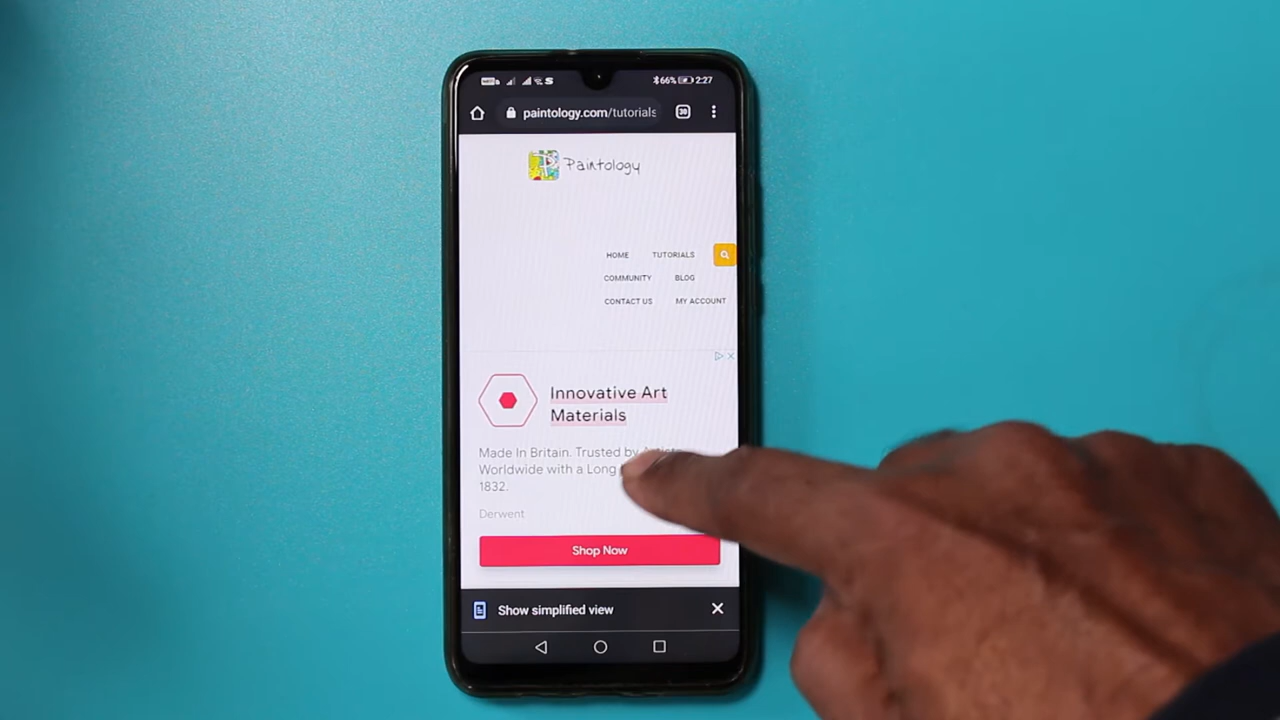 66% 2:27
paintology.com/tutorials
30
Paintology
HOME TUTORIALS
COMMUNITY BLOG
CONTACT US MY ACCOUNT
Innovative Art
Materials
Made In Britain. Trusted by Artists
Worldwide with a Long
1832.
Derwent
Shop Now
Show simplified view